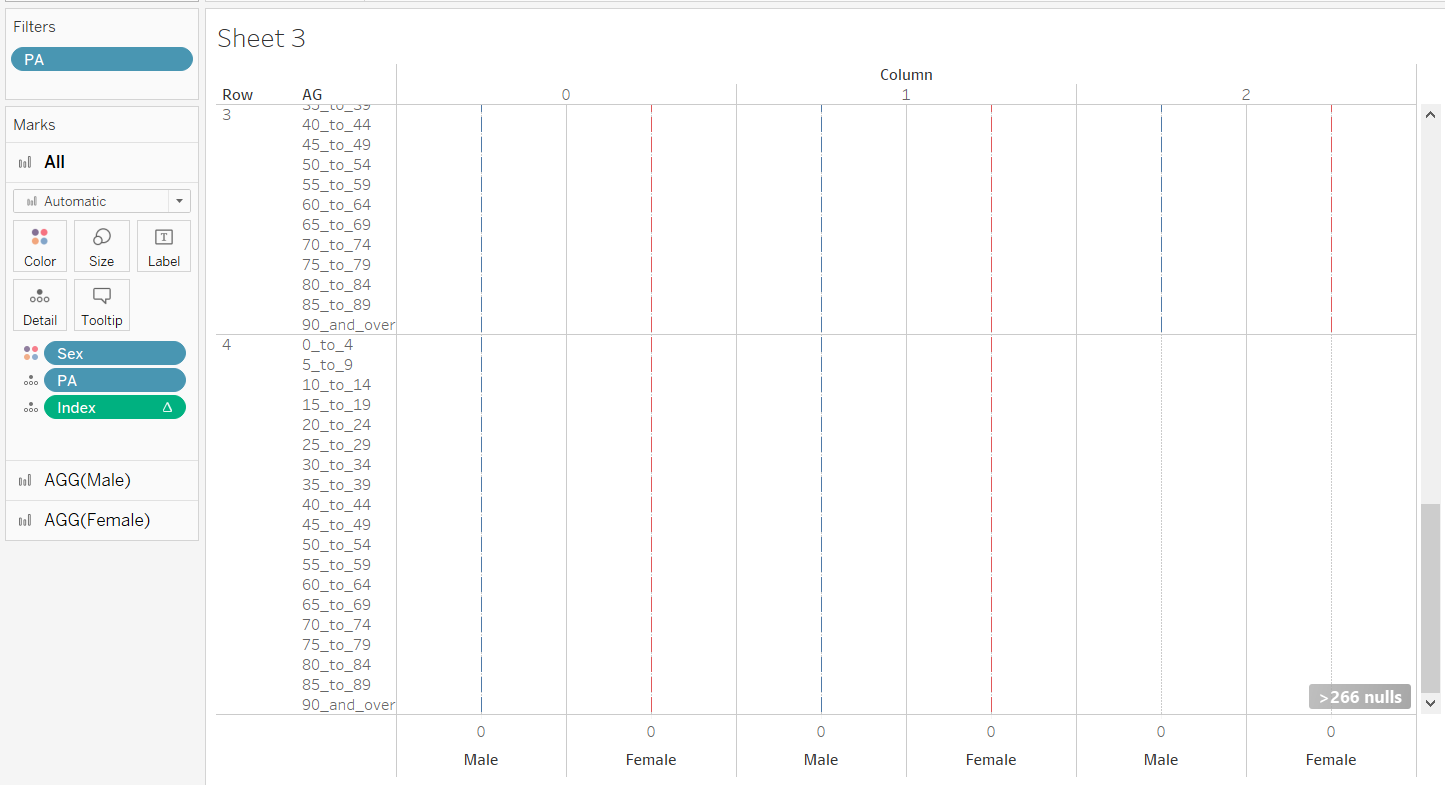 Filters
PA
Marks
All
Automatic
Color Size Label
Detail Tooltip
Sex
PA
Index Δ
AGG(Male)
AGG(Female)
Sheet 3
Column
Row AG 0 1 2
3 35_to_39
40_to_44
45_to_49
50_to_54
55_to_59
60_to_64
65_to_69
70_to_74
75_to_79
80_to_84
85_to_89
90_and_over
4 0_to_4
5_to_9
10_to_14
15_to_19
20_to_24
25_to_29
30_to_34
35_to_39
40_to_44
45_to_49
50_to_54
55_to_59
60_to_64
65_to_69
70_to_74
75_to_79
80_to_84
85_to_89
90_and_over
>266 nulls
0 0 0 0 0 0
Male Female Male Female Male Female